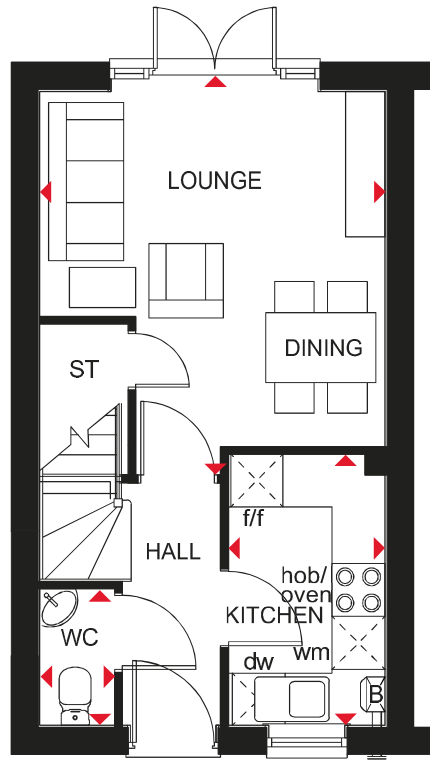 LOUNGE
DINING
ST
f/f
HALL
hob/
oven
KITCHEN
WC
wm
dw
B